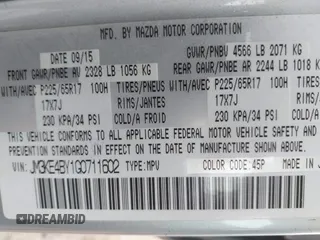 MFD. BY MAZDA MOTOR CORPORATION
DATE 09/15 GVWR/PNBV 4566 LB 2071 KG
FRONT GAWR/PNBE AV 2328 LB 1056 KG REAR GAWR/PNBE AR 2244 LB 1018 KG
WITH/AVEC P225/65R17 100H TIRES/PNEUS WITH/AVEC P225/65R17 100H
17X7J RIMS/JANTES 17X7J
230 KPA/34 PSI 230 KPA/34 PSI
THIS VEHICLE CONFORMS TO ALL APPLICABLE FEDERAL MOTOR VEHICLE
SAFETY, BUMPER, AND THEFT PREVENTION STANDARDS IN EFFECT
ON THE DATE OF MANUFACTURE SHOWN ABOVE.
VIN: JM3KE4BY1G0711602 TYPE:MPV COLOR CODE: 45P MADE IN
DREAMBID